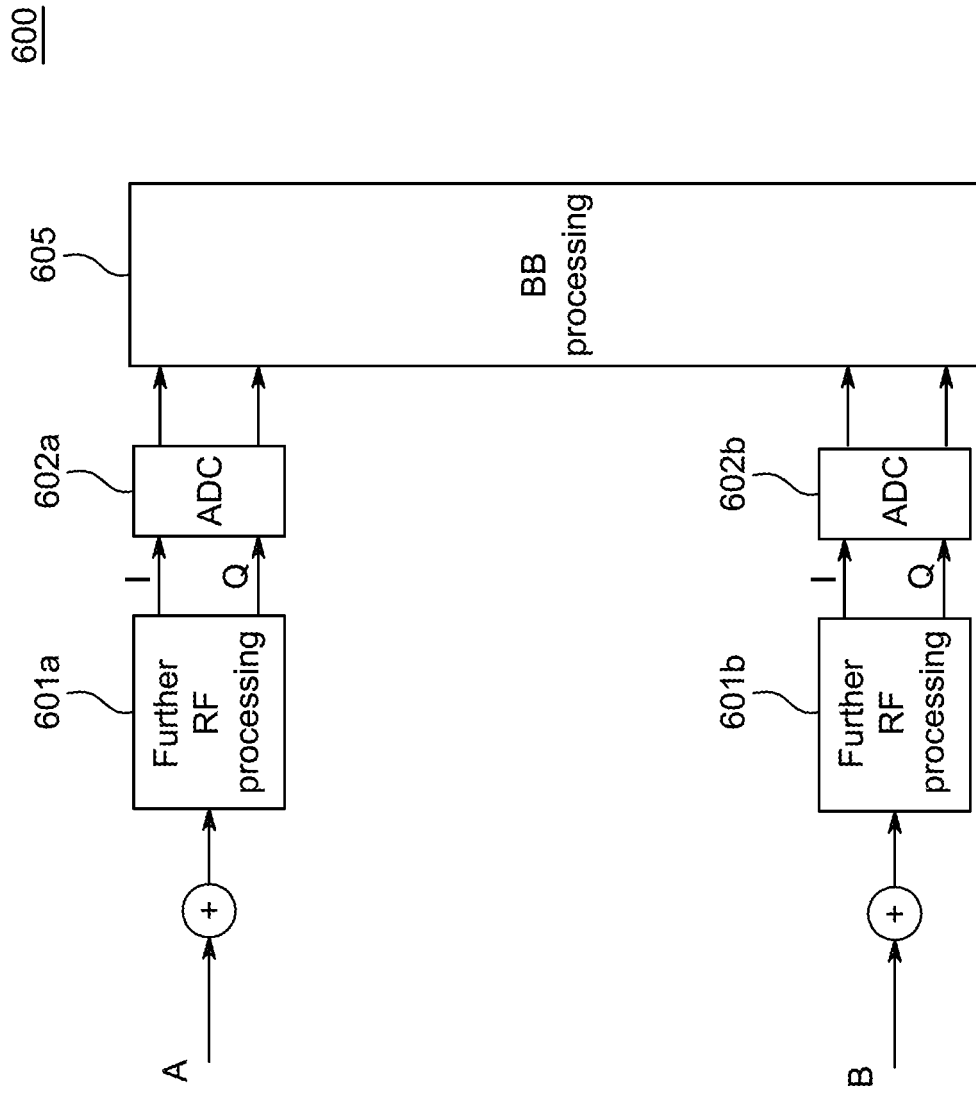 600
605
BB
processing
602a
ADC
602b
ADC
I
Q
I
Q
601a
Further
RF
processing
601b
Further
RF
processing
+
+
A
B